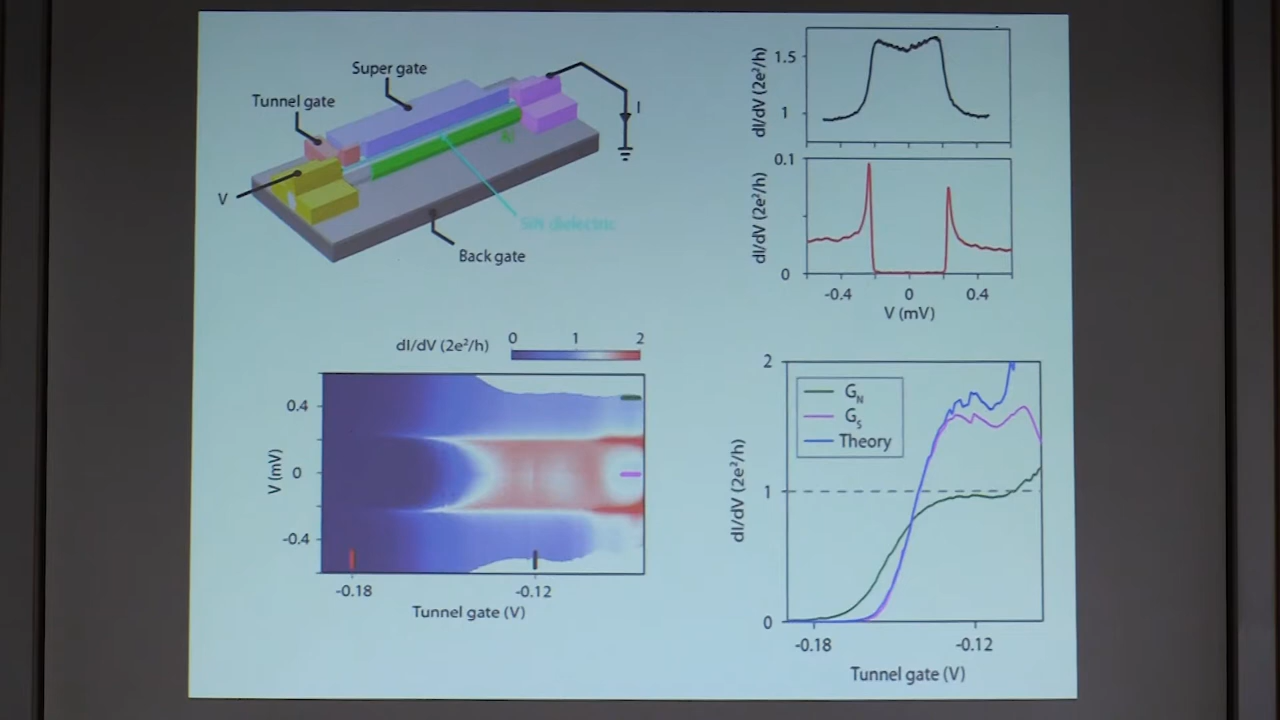 Super gate
Tunnel gate
V
I
SiN dielectric
Back gate
dI/dV (2e²/h)
1.5
1
dI/dV (2e²/h)
0.1
0
-0.4
0
0.4
V (mV)
dI/dV (2e²/h)
0
1
2
V (mV)
0.4
0
-0.4
-0.18
-0.12
Tunnel gate (V)
dI/dV (2e²/h)
2
1
0
G_N
G_S
Theory
-0.18
-0.12
Tunnel gate (V)